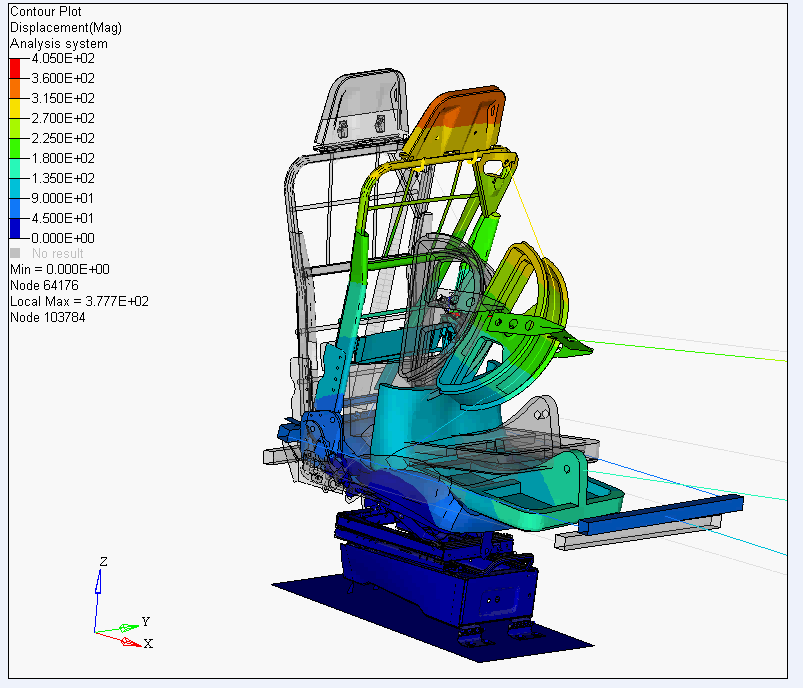 Contour Plot
Displacement(Mag)
Analysis system
4.050E+02
3.600E+02
3.150E+02
2.700E+02
2.250E+02
1.800E+02
1.350E+02
9.000E+01
4.500E+01
0.000E+00
No result
Min = 0.000E+00
Node 64176
Local Max = 3.777E+02
Node 103784
Z
Y
X